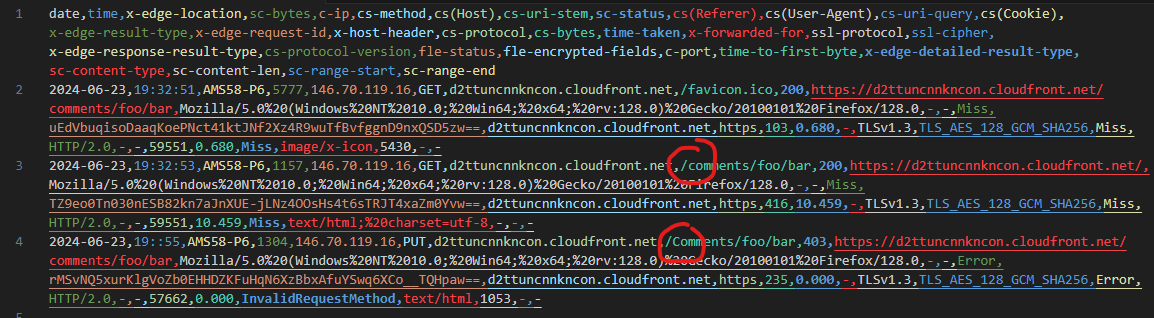 1 date,time,x-edge-location,sc-bytes,c-ip,cs-method,cs(Host),cs-uri-stem,sc-status,cs(Referer),cs(User-Agent),cs-uri-query,cs(Cookie),
x-edge-result-type,x-edge-request-id,x-host-header,cs-protocol,cs-bytes,time-taken,x-forwarded-for,ssl-protocol,ssl-cipher,
x-edge-response-result-type,cs-protocol-version,fle-status,fle-encrypted-fields,c-port,time-to-first-byte,x-edge-detailed-result-type,
sc-content-type,sc-content-len,sc-range-start,sc-range-end
2 2024-06-23,19:32:51,AMS58-P6,5777,146.70.119.16,GET,d2ttuncnnkncon.cloudfront.net,/favicon.ico,200,https://d2ttuncnnkncon.cloudfront.net/
comments/foo/bar,Mozilla/5.0%20(Windows%20NT%2010.0;%20Win64;%20x64;%20rv:128.0)%20Gecko/20100101%20Firefox/128.0,-,-,Miss,
uEdVbuqisoDaaqKoePNct41ktJNf2Xz4R9wuTfBvfggnD9nxQSD5zw==,d2ttuncnnkncon.cloudfront.net,https,103,0.680,-,TLSv1.3,TLS_AES_128_GCM_SHA256,Miss,
HTTP/2.0,-,-,59551,0.680,Miss,image/x-icon,5430,-,-
3 2024-06-23,19:32:53,AMS58-P6,1157,146.70.119.16,GET,d2ttuncnnkncon.cloudfront.net,/comments/foo/bar,200,https://d2ttuncnnkncon.cloudfront.net/,
Mozilla/5.0%20(Windows%20NT%2010.0;%20Win64;%20x64;%20rv:128.0)%20Gecko/20100101%20Firefox/128.0,-,-,Miss,
TZ9eo0Tn030nESB82kn7aJnXUE-jLNz4OOsHs4t6sTRJT4xaZm0Yvw==,d2ttuncnnkncon.cloudfront.net,https,416,10.459,-,TLSv1.3,TLS_AES_128_GCM_SHA256,Miss,
HTTP/2.0,-,-,59551,10.459,Miss,text/html;%20charset=utf-8,-,-,-
4 2024-06-23,19::55,AMS58-P6,1304,146.70.119.16,PUT,d2ttuncnnkncon.cloudfront.net,/Comments/foo/bar,403,https://d2ttuncnnkncon.cloudfront.net/
comments/foo/bar,Mozilla/5.0%20(Windows%20NT%2010.0;%20Win64;%20x64;%20rv:128.0)%20Gecko/20100101%20Firefox/128.0,-,-,Error,
rMSvNQ5xurKlgVoZb0EHHDZKFuHqN6XzBbxAfuYSwq6XCo__TQHpaw==,d2ttuncnnkncon.cloudfront.net,https,235,0.000,-,TLSv1.3,TLS_AES_128_GCM_SHA256,Error,
HTTP/2.0,-,-,57662,0.000,InvalidRequestMethod,text/html,1053,-,-